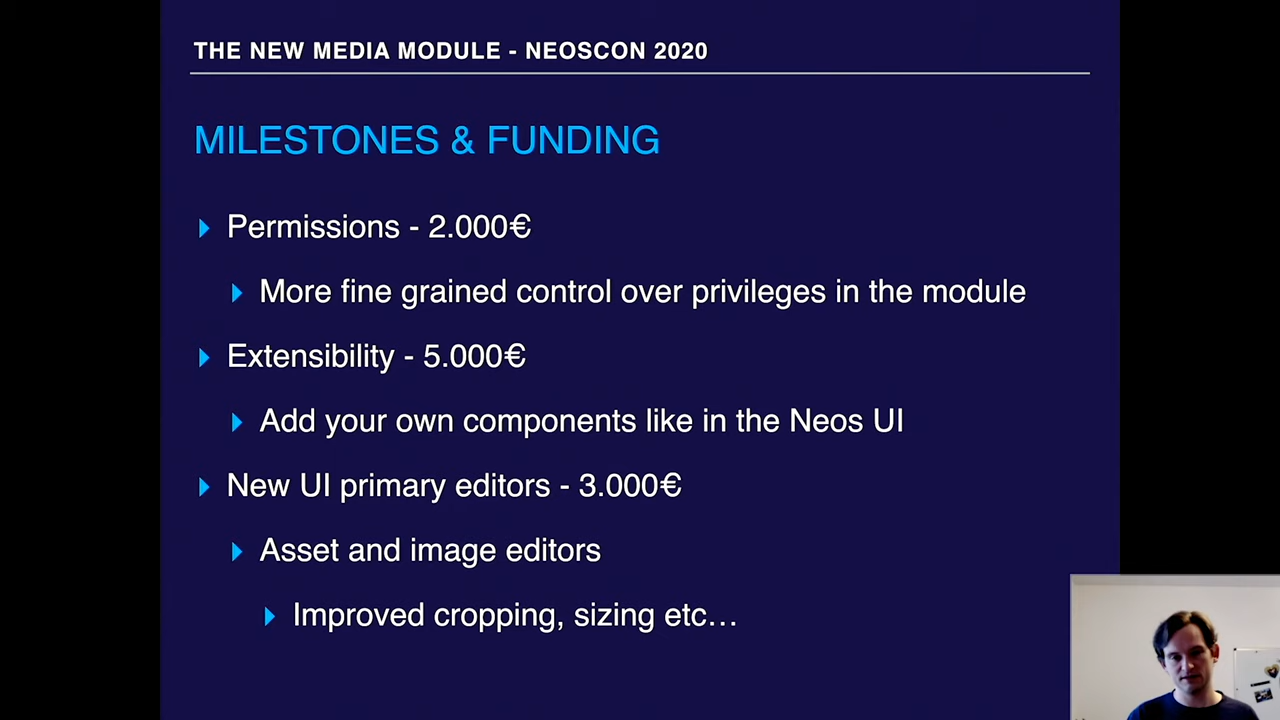 THE NEW MEDIA MODULE - NEOSCON 2020
MILESTONES & FUNDING
Permissions - 2.000€
More fine grained control over privileges in the module
Extensibility - 5.000€
Add your own components like in the Neos UI
New UI primary editors - 3.000€
Asset and image editors
Improved cropping, sizing etc…